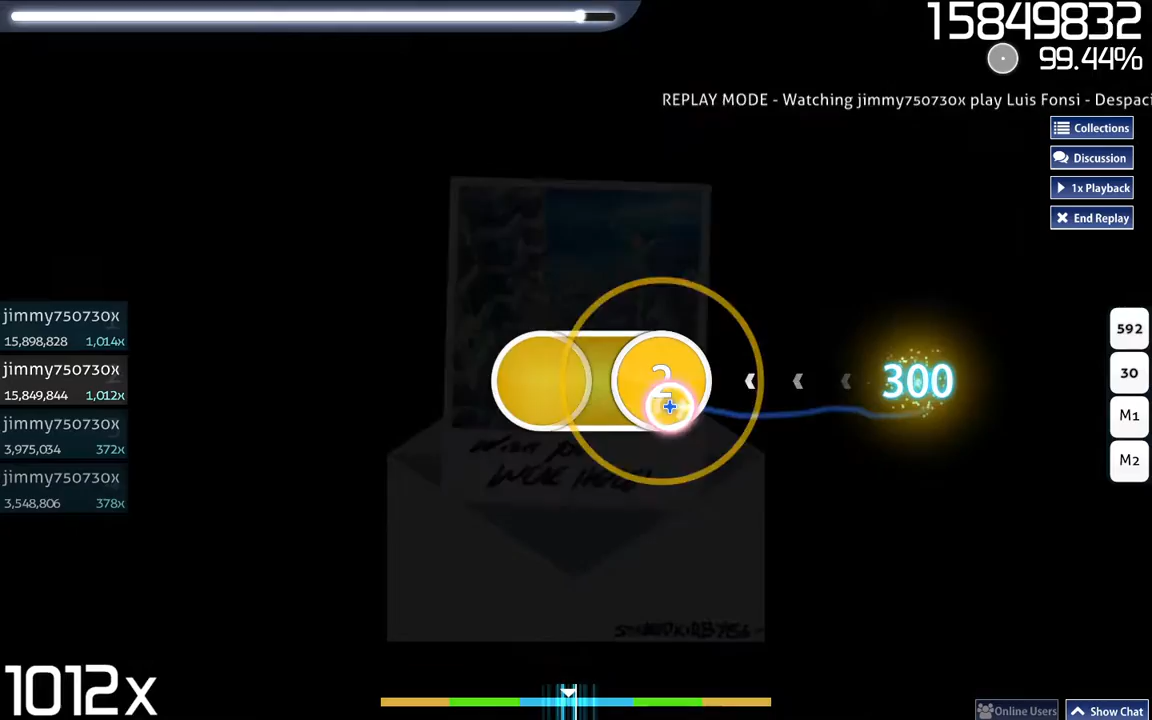 15849832
99.44%
REPLAY MODE - Watching jimmy750730x play Luis Fonsi - Despaci
Collections
Discussion
1x Playback
End Replay
jimmy750730x
15,898,828 1,014x
jimmy750730x
15,849,844 1,012x
jimmy750730x
3,975,034 372x
jimmy750730x
3,548,806 378x
2
300
592
30
M1
M2
WERE HERE!
1012x
Online Users
Show Chat